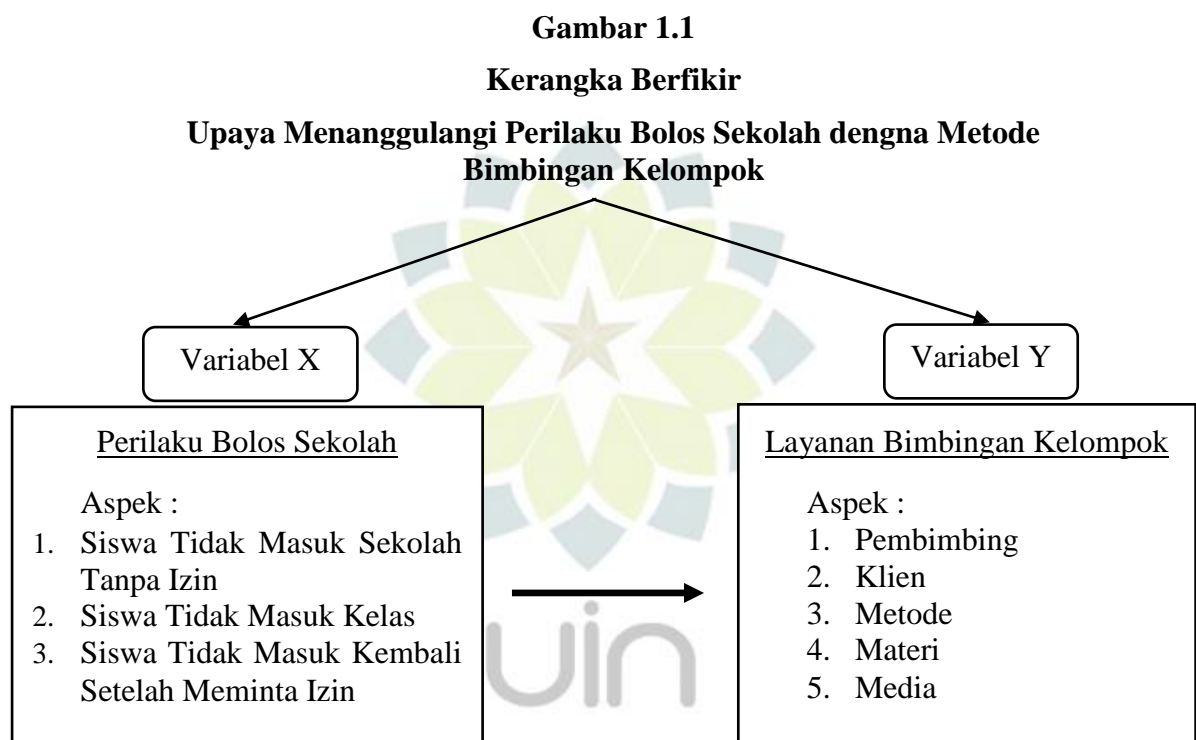 Gambar 1.1
Kerangka Berfikir
Upaya Menanggulangi Perilaku Bolos Sekolah dengna Metode
Bimbingan Kelompok
Variabel X
Perilaku Bolos Sekolah
Aspek :
1. Siswa Tidak Masuk Sekolah
Tanpa Izin
2. Siswa Tidak Masuk Kelas
3. Siswa Tidak Masuk Kembali
Setelah Meminta Izin
Variabel Y
Layanan Bimbingan Kelompok
Aspek :
1. Pembimbing
2. Klien
3. Metode
4. Materi
5. Media
uin